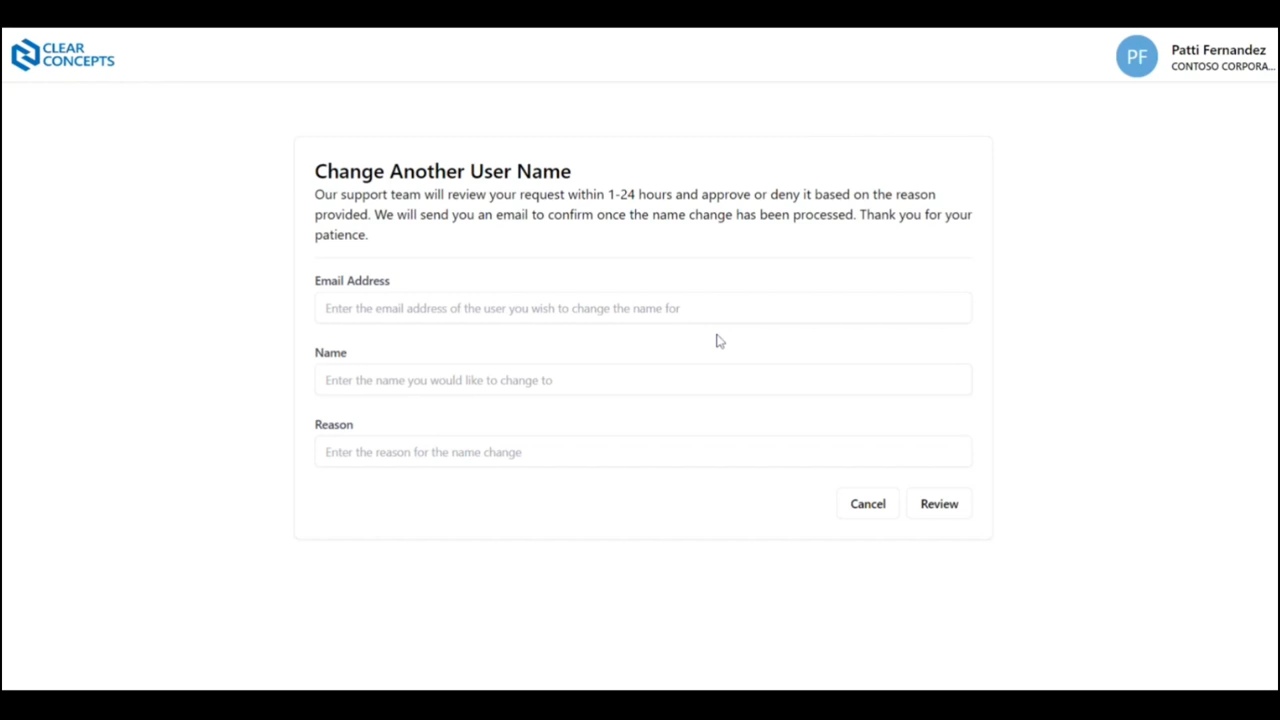 CLEAR
CONCEPTS
PF
Patti Fernandez
CONTOSO CORPORA...
Change Another User Name
Our support team will review your request within 1-24 hours and approve or deny it based on the reason
provided. We will send you an email to confirm once the name change has been processed. Thank you for your
patience.
Email Address
Enter the email address of the user you wish to change the name for
Name
Enter the name you would like to change to
Reason
Enter the reason for the name change
Cancel
Review